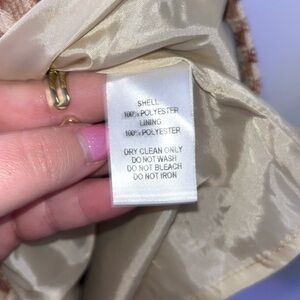 SHELL:
100% POLYESTER
LINING
100% POLYESTER
DRY CLEAN ONLY
DO NOT WASH
DO NOT BLEACH
DO NOT IRON